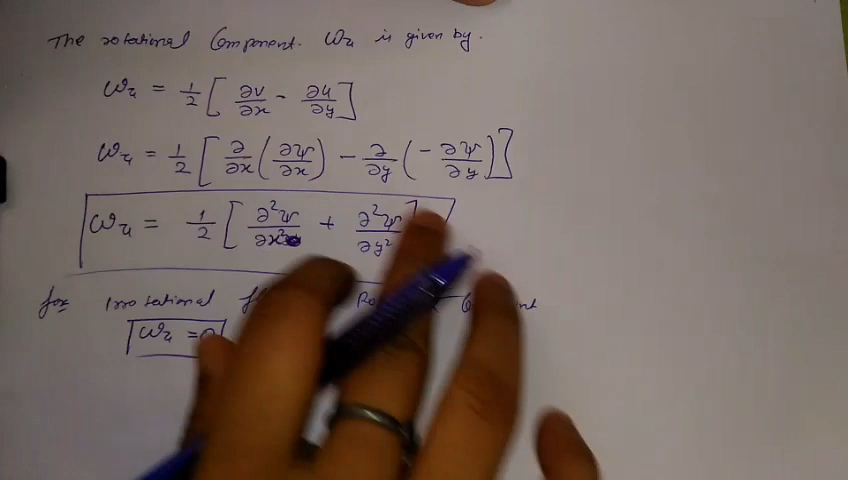 The rotational Component. ωz is given by.
ωz = 1/2 [ ∂v/∂x - ∂u/∂y ]
ωz = 1/2 [ ∂/∂x (∂ψ/∂x) - ∂/∂y (- ∂ψ/∂y) ]
ωz = 1/2 [ ∂²ψ/∂x² + ∂²ψ/∂y² ]
for irrotational
ωz = 0